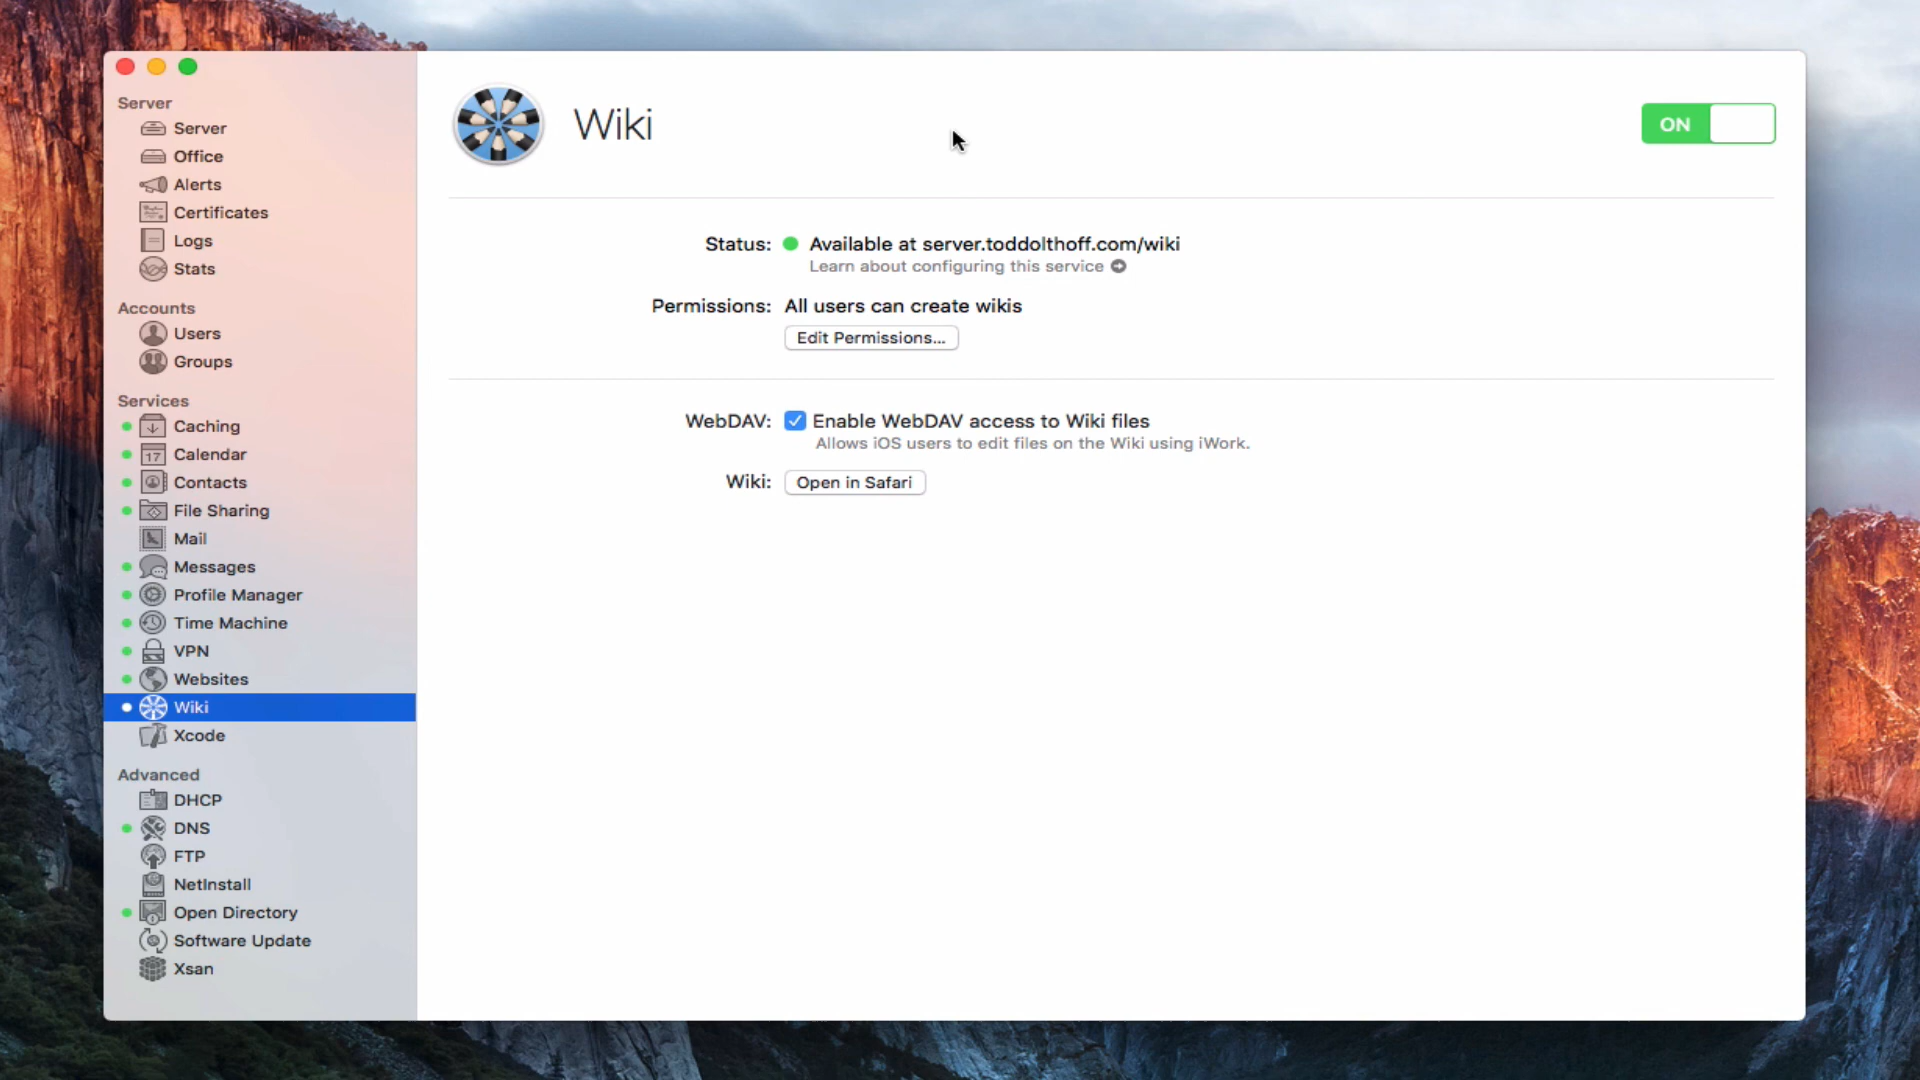 Server
Server
Office
Alerts
Certificates
Logs
Stats
Accounts
Users
Groups
Services
Caching
17
Calendar
Contacts
File Sharing
Mail
Messages
Profile Manager
Time Machine
VPN
Websites
Wiki
Xcode
Advanced
DHCP
DNS
FTP
NetInstall
Open Directory
Software Update
Xsan
Wiki
ON
Status: Available at server.toddolthoff.com/wiki
Learn about configuring this service
Permissions: All users can create wikis
Edit Permissions...
WebDAV: Enable WebDAV access to Wiki files
Allows iOS users to edit files on the Wiki using iWork.
Wiki: Open in Safari